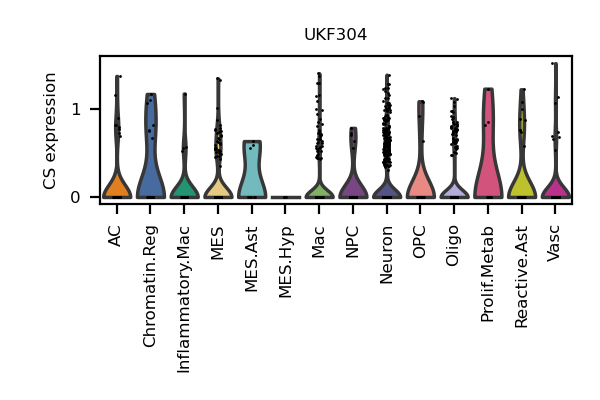 UKF304
CS expression
1
0
AC
Chromatin.Reg
Inflammatory.Mac
MES
MES.Ast
MES.Hyp
Mac
NPC
Neuron
OPC
Oligo
Prolif.Metab
Reactive.Ast
Vasc